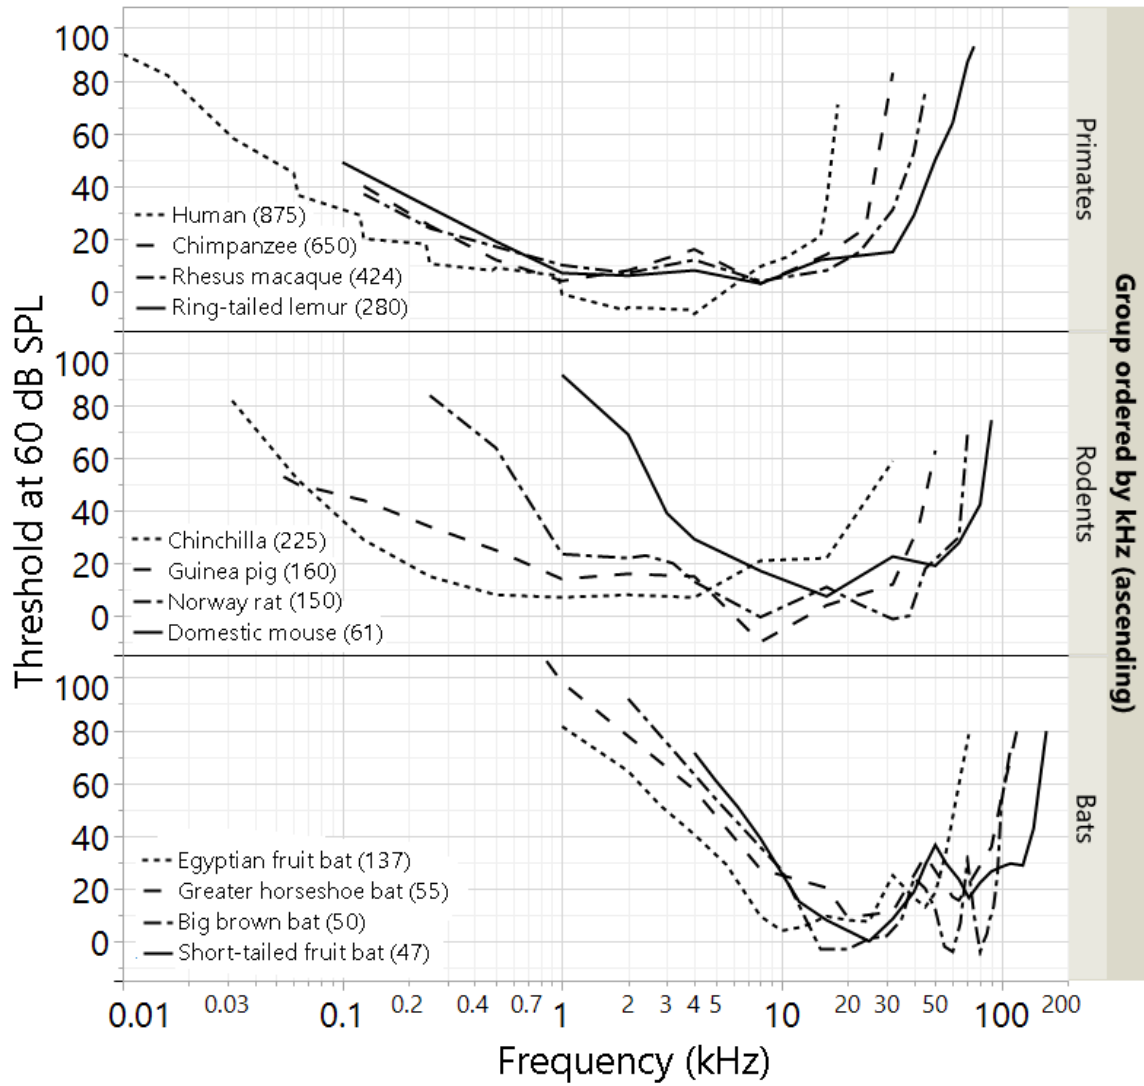 100
80
60
40
20
0
Human (875)
Chimpanzee (650)
Rhesus macaque (424)
Ring-tailed lemur (280)
Primates
100
80
60
40
20
0
Chinchilla (225)
Guinea pig (160)
Norway rat (150)
Domestic mouse (61)
Rodents
100
80
60
40
20
0
Egyptian fruit bat (137)
Greater horseshoe bat (55)
Big brown bat (50)
Short-tailed fruit bat (47)
Bats
Threshold at 60 dB SPL
Group ordered by kHz (ascending)
0.01 0.03 0.1 0.2 0.4 0.7 1 2 3 4 5 10 20 30 50 100 200
Frequency (kHz)